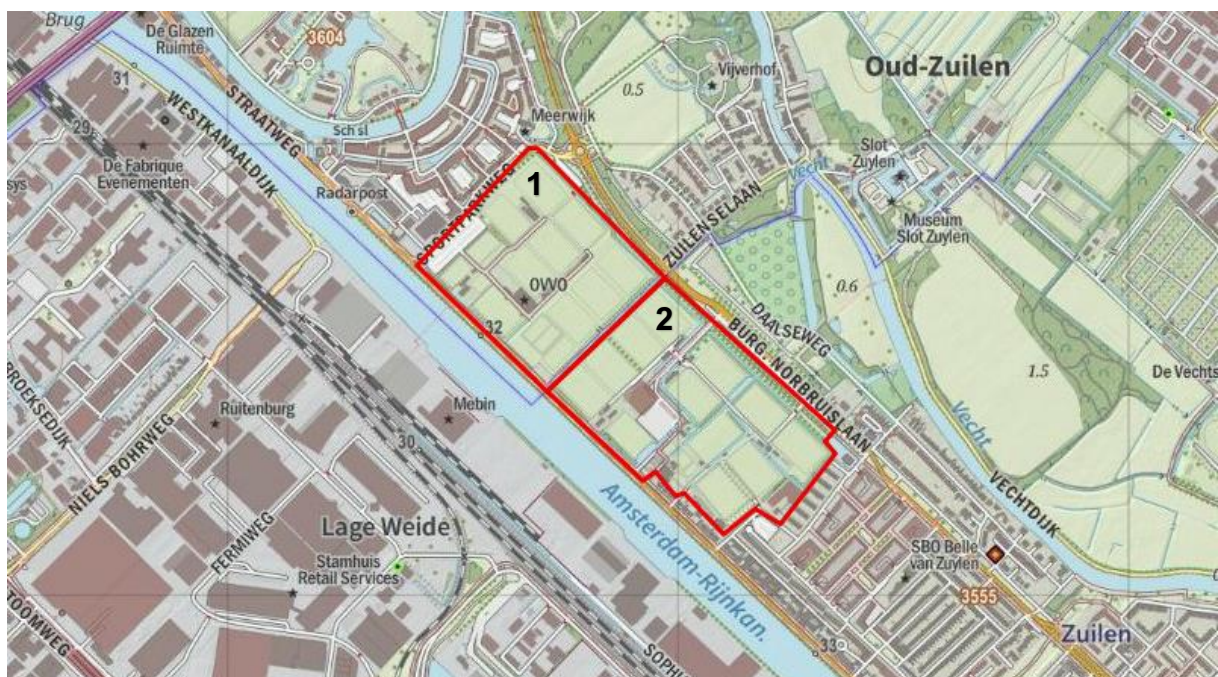 Brug
De Glazen
Ruimte
3604
31
WESTKANAALDIJK
STRAATWEG
29
Sch sl
Meerwijk
0.5
Vijverhof
Oud-Zuilen
De Fabrique
Evenementen
sys
Radarpost
SPORTPARKWEG
1
ZUILENSELAAN
Vecht
Slot
Zuylen
Museum
Slot Zuylen
OVVO
32
2
0.6
DAALSEWEG
BURG. NORBRUISLAAN
1.5
De Vechts
BROEKSEDIJK
Ruitenburg
Mebin
30
NIELS-BOHRWEG
Vecht
VECHTDIJK
Lage Weide
FERMIWEG
Stamhuis
Retail Services
Amsterdam-Rijnkan.
SBO Belle
van Zuylen
3555
TOOMWEG
SOPHI
33
Zuilen